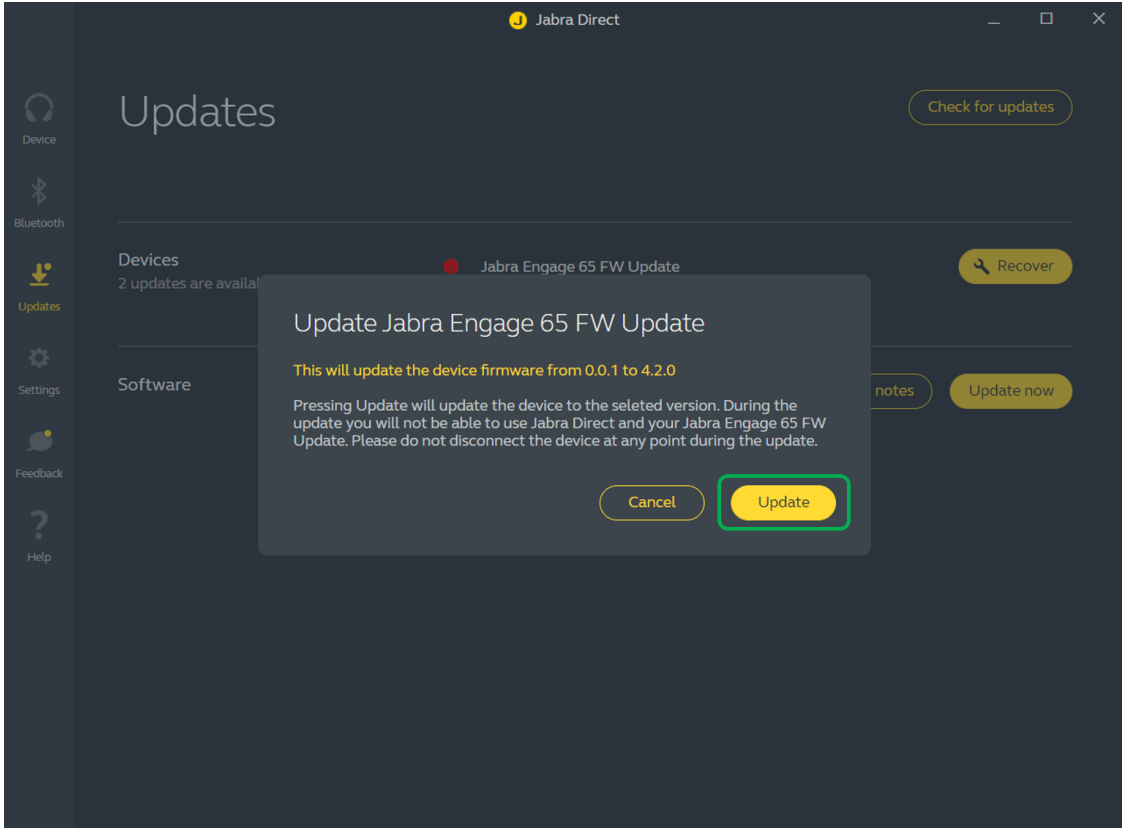 Jabra Direct
Updates
Check for updates
Device
Bluetooth
Updates
Settings
Feedback
Help
Devices
2 updates are
Jabra Engage 65 FW Update
Recover
Software
notes
Update now
Update Jabra Engage 65 FW Update
This will update the device firmware from 0.0.1 to 4.2.0
Pressing Update will update the device to the seleted version. During the
update you will not be able to use Jabra Direct and your Jabra Engage 65 FW
Update. Please do not disconnect the device at any point during the update.
Cancel
Update